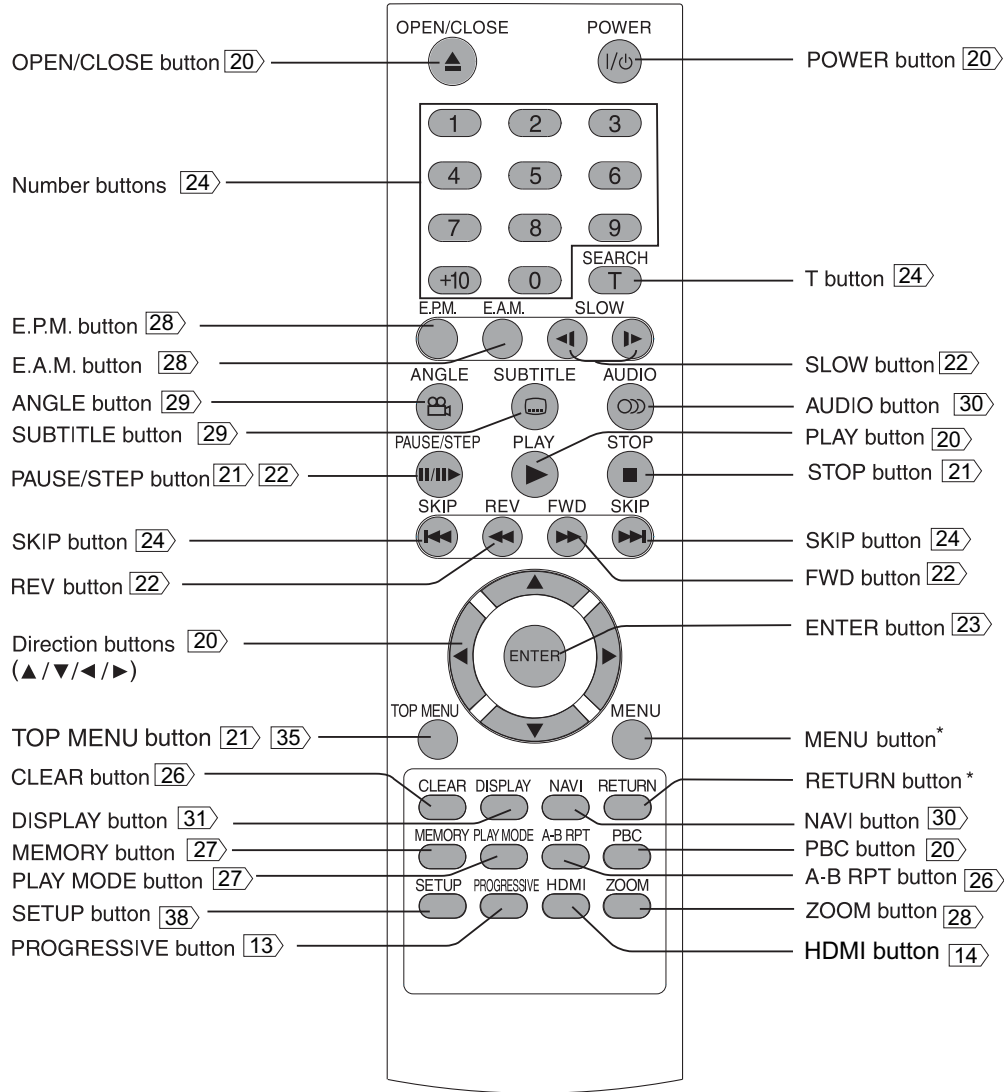 OPEN/CLOSE POWER
OPEN/CLOSE button 20
POWER button 20
I/⏻
1 2 3
Number buttons 24
4 5 6
7 8 9
SEARCH
+10 0 T
T button 24
E.P.M. E.A.M. SLOW
E.P.M. button 28
E.A.M. button 28
SLOW button 22
ANGLE SUBTITLE AUDIO
ANGLE button 29
AUDIO button 30
SUBTITLE button 29
PAUSE/STEP PLAY STOP
PLAY button 20
PAUSE/STEP button 21 22
STOP button 21
SKIP REV FWD SKIP
SKIP button 24
SKIP button 24
REV button 22
FWD button 22
Direction buttons 20
(▲/▼/◄/►)
ENTER
ENTER button 23
TOP MENU MENU
TOP MENU button 21 35
MENU button*
CLEAR button 26
RETURN button *
CLEAR DISPLAY NAVI RETURN
DISPLAY button 31
NAVI button 30
MEMORY PLAY MODE A-B RPT PBC
MEMORY button 27
PBC button 20
PLAY MODE button 27
A-B RPT button 26
SETUP PROGRESSIVE HDMI ZOOM
SETUP button 38
ZOOM button 28
PROGRESSIVE button 13
HDMI button 14